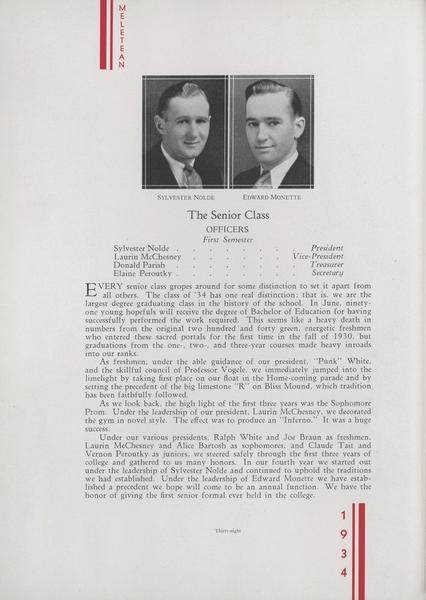 MELETEAN
SYLVESTER NOLDE EDWARD MONETTE
The Senior Class
OFFICERS
First Semester
Sylvester Nolde . . . . . . . President
Laurin McChesney . . . . . . Vice-President
Donald Parish . . . . . . . Treasurer
Elaine Peroutky . . . . . . . Secretary
EVERY senior class gropes around for some distinction to set it apart from
all others. The class of '34 has one real distinction: that is, we are the
largest degree graduating class in the history of the school. In June, ninety-
one young hopefuls will receive the degree of Bachelor of Education for having
successfully performed the work required. This seems like a heavy death in
numbers from the original two hundred and forty green, energetic freshmen
who entered these sacred portals for the first time in the fall of 1930, but
graduations from the one-, two-, and three-year courses made heavy inroads
into our ranks.
As freshmen, under the able guidance of our president, "Punk" White,
and the skillful council of Professor Vogele, we immediately jumped into the
limelight by taking first place on our float in the Home-coming parade and by
setting the precedent of the big limestone "R" on Bliss Mound, which tradition
has been faithfully followed.
As we look back, the high light of the first three years was the Sophomore
Prom. Under the leadership of our president, Laurin McChesney, we decorated
the gym in novel style. The effect was to produce an "Inferno." It was a huge
success.
Under our various presidents, Ralph White and Joe Braun as freshmen,
Laurin McChesney and Alice Bartosh as sophomores, and Claude Tait and
Vernon Peroutky as juniors, we steered safely through the first three years of
college and gathered to us many honors. In our fourth year we started out
under the leadership of Sylvester Nolde and continued to uphold the traditions
we had established. Under the leadership of Edward Monette we have estab-
lished a precedent we hope will come to be an annual function. We have the
honor of giving the first senior formal ever held in the college.
Thirty-eight
1934